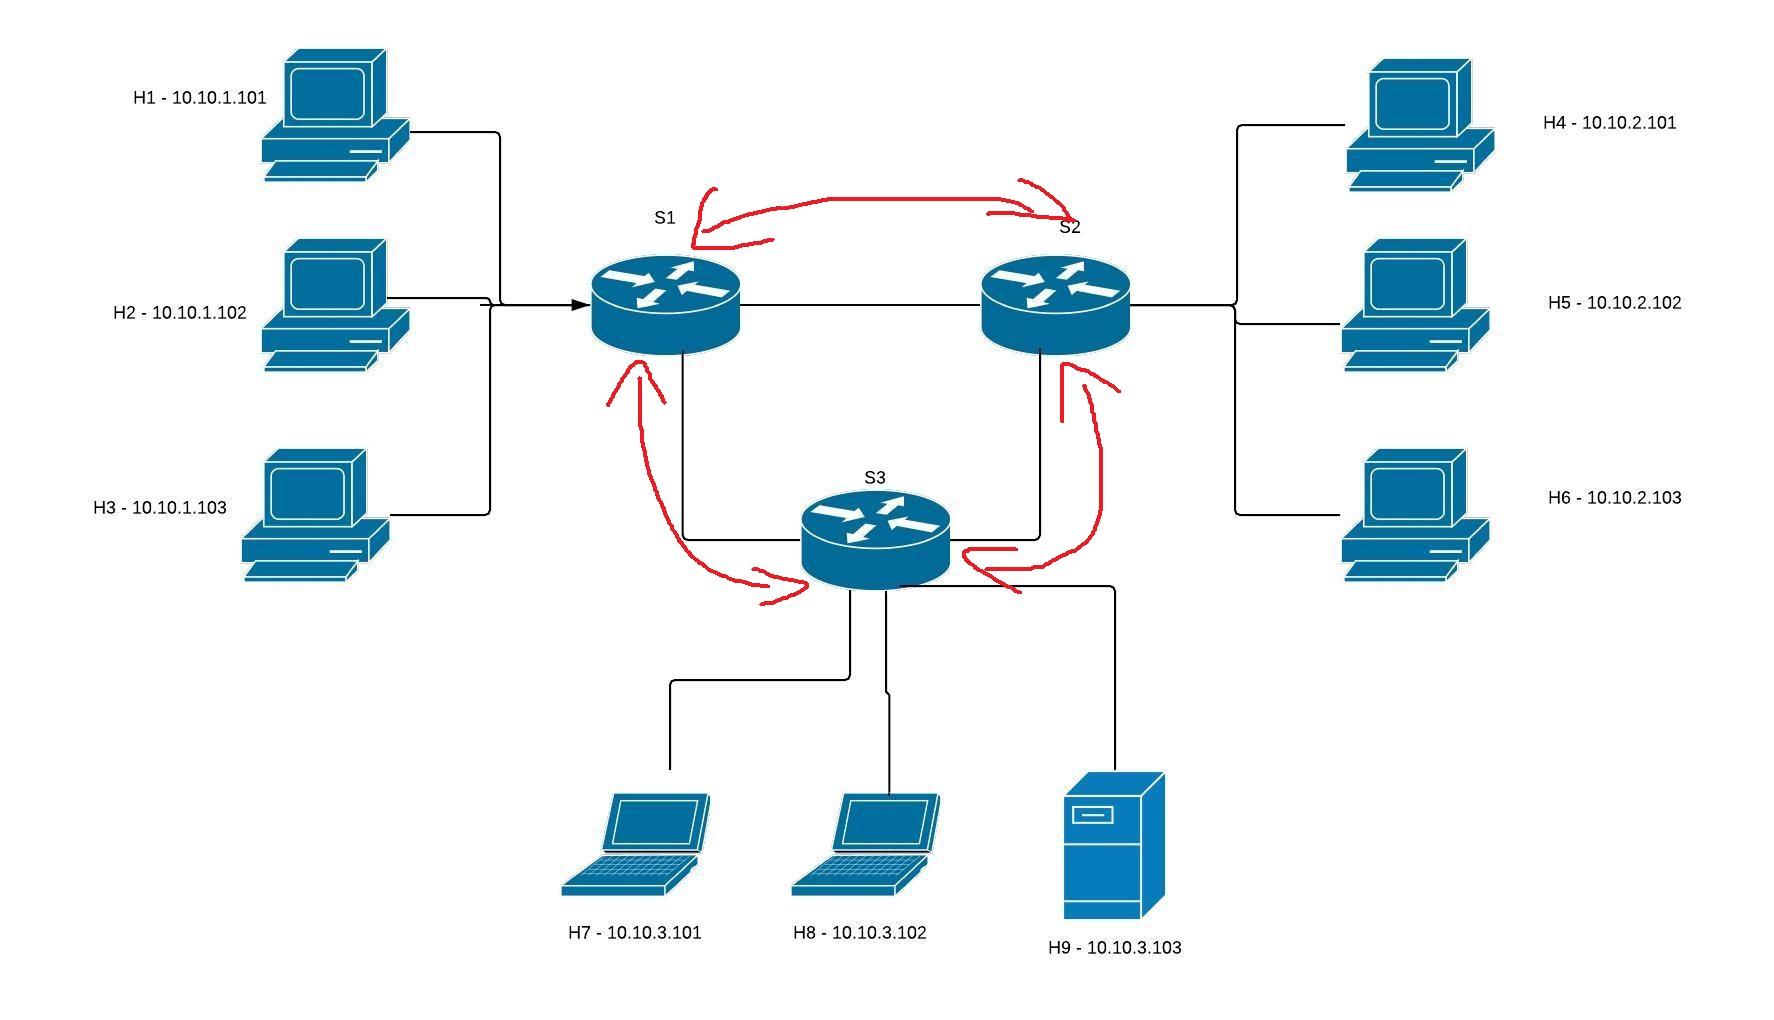 H1 - 10.10.1.101
H4 - 10.10.2.101
S1
S2
H2 - 10.10.1.102
H5 - 10.10.2.102
S3
H3 - 10.10.1.103
H6 - 10.10.2.103
H7 - 10.10.3.101
H8 - 10.10.3.102
H9 - 10.10.3.103